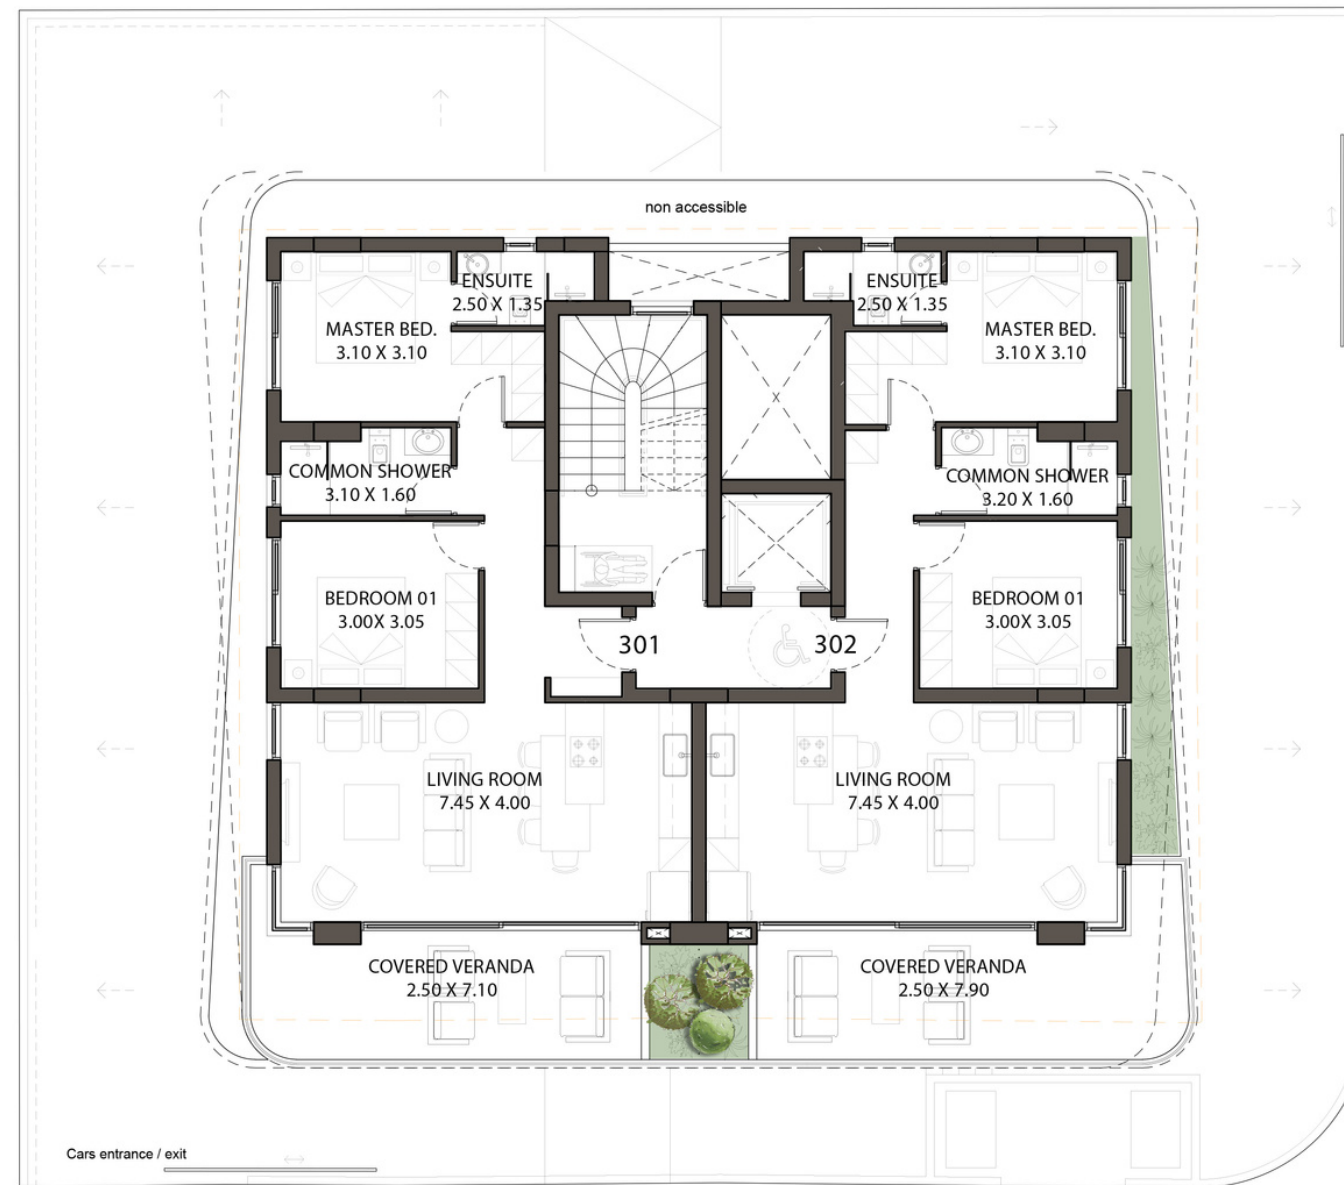 non accessible
ENSUITE
2.50 X 1.35
ENSUITE
2.50 X 1.35
MASTER BED.
3.10 X 3.10
MASTER BED.
3.10 X 3.10
COMMON SHOWER
3.10 X 1.60
COMMON SHOWER
3.20 X 1.60
BEDROOM 01
3.00X 3.05
BEDROOM 01
3.00X 3.05
301
302
LIVING ROOM
7.45 X 4.00
LIVING ROOM
7.45 X 4.00
COVERED VERANDA
2.50 X 7.10
COVERED VERANDA
2.50 X 7.90
Cars entrance / exit